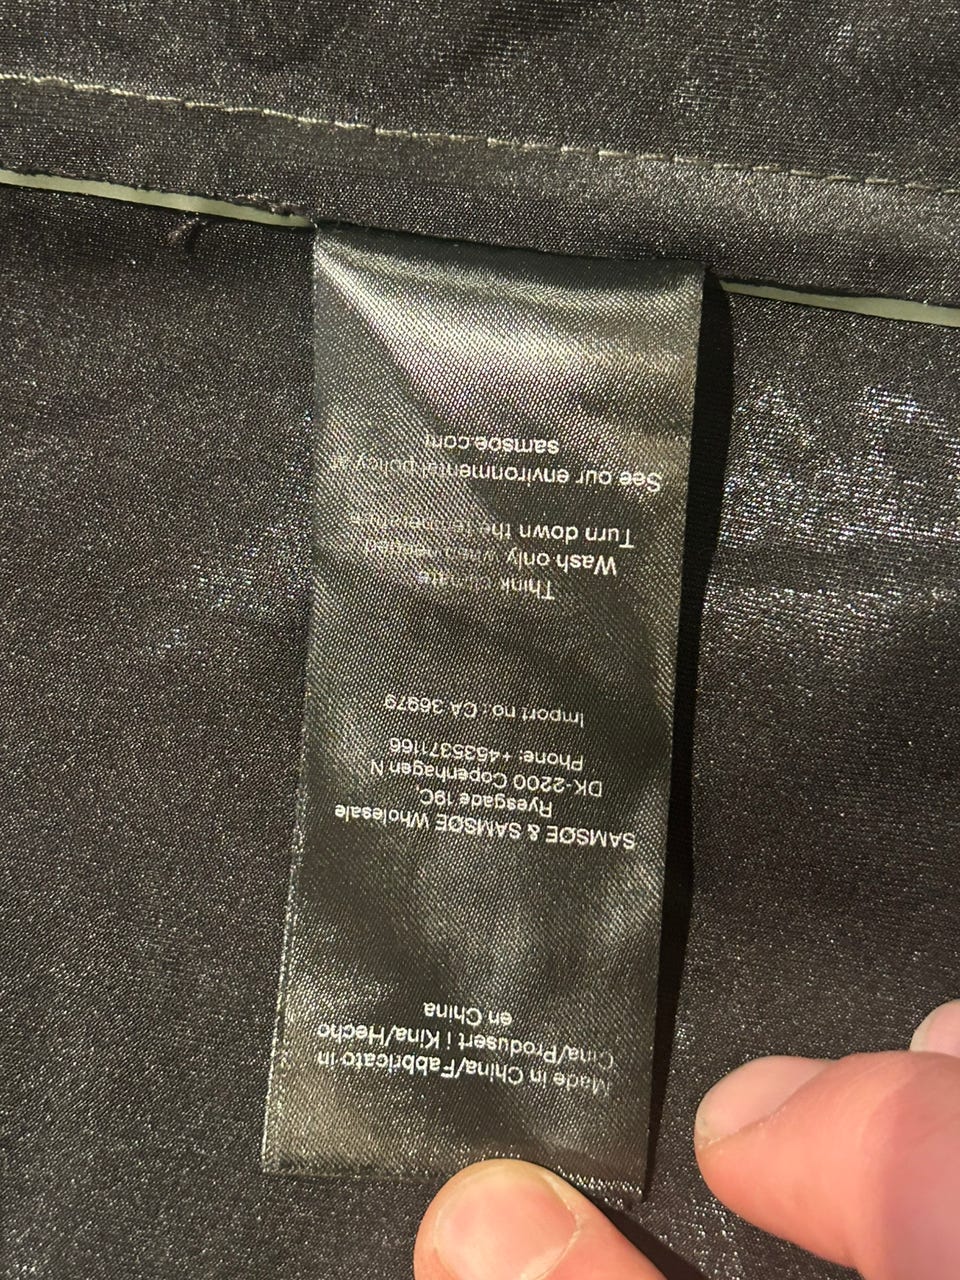 Made in China/Fabbricato in
Cina/Produsert i Kina/Hecho
en China
SAMSØE & SAMSØE Wholesale
Ryesgade 19C,
DK-2200 Copenhagen N
Phone: +4535371166
Import no : CA 36979
Think climate
Wash only when needed
Turn down the temperature
See our environmental policy at
samsoe.com